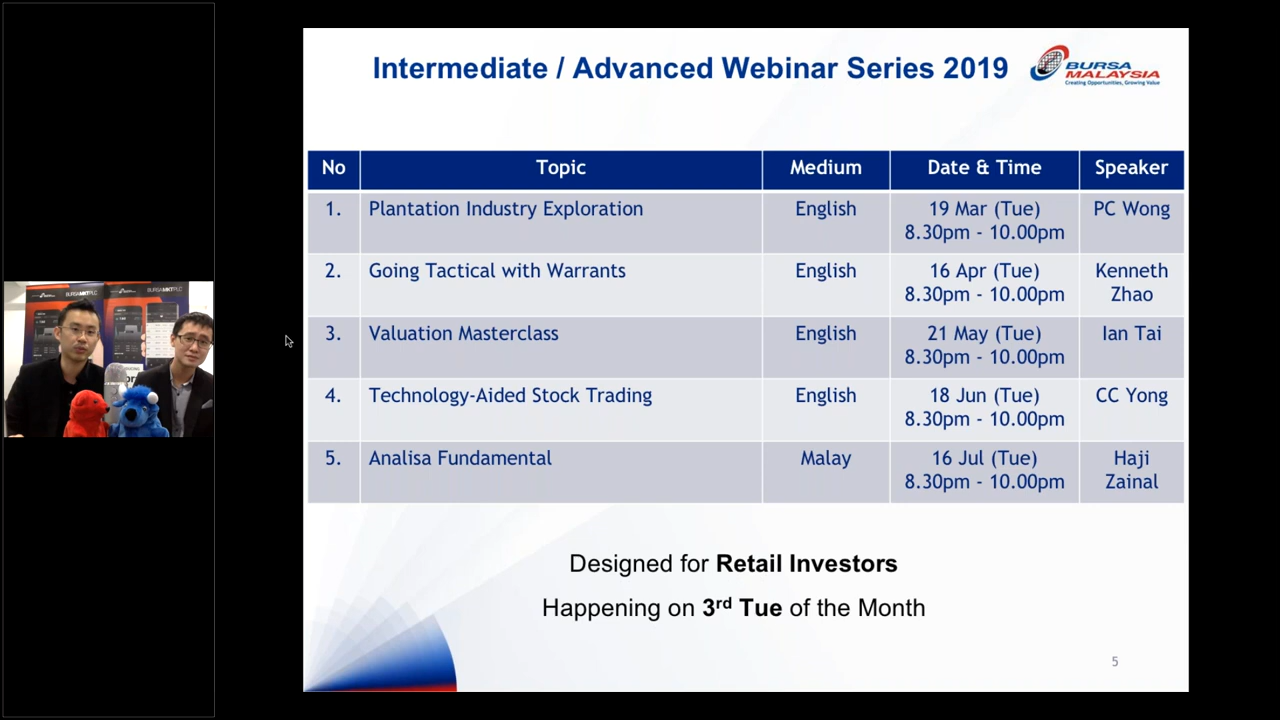 Intermediate / Advanced Webinar Series 2019
BURSA
MALAYSIA
Creating Opportunities, Growing Value
No Topic Medium Date & Time Speaker
1. Plantation Industry Exploration English 19 Mar (Tue) PC Wong
8.30pm - 10.00pm
2. Going Tactical with Warrants English 16 Apr (Tue) Kenneth
8.30pm - 10.00pm Zhao
3. Valuation Masterclass English 21 May (Tue) Ian Tai
8.30pm - 10.00pm
4. Technology-Aided Stock Trading English 18 Jun (Tue) CC Yong
8.30pm - 10.00pm
5. Analisa Fundamental Malay 16 Jul (Tue) Haji
8.30pm - 10.00pm Zainal
Designed for Retail Investors
Happening on 3rd Tue of the Month
5
BURSAMKTPLC
BURSAMKTPLC